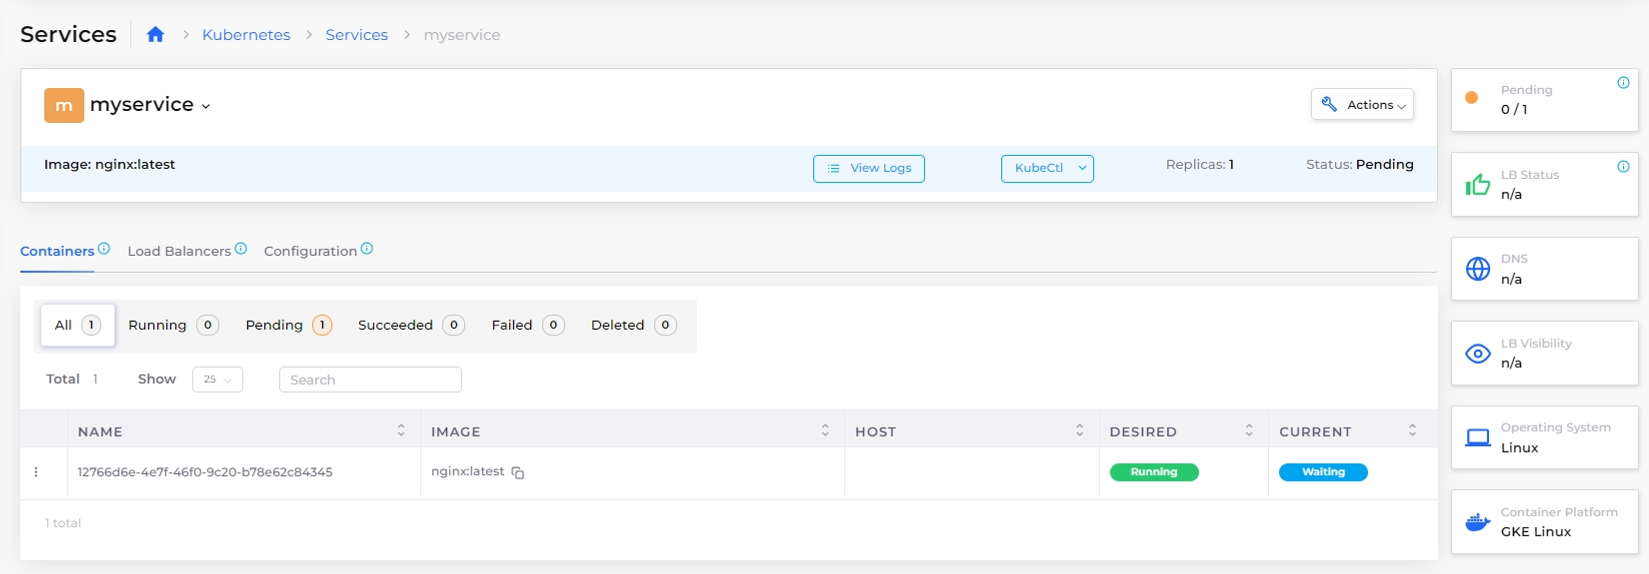 Services
Kubernetes > Services > myservice
m myservice
Actions
Image: nginx:latest
View Logs
KubeCtl
Replicas: 1
Status: Pending
Containers
Load Balancers
Configuration
All 1
Running 0
Pending 1
Succeeded 0
Failed 0
Deleted 0
Total 1
Show 25
Search
NAME IMAGE HOST DESIRED CURRENT
12766d6e-4e7f-46f0-9c20-b78e62c84345 nginx:latest Running Waiting
1 total
Pending
0 / 1
LB Status
n/a
DNS
n/a
LB Visibility
n/a
Operating System
Linux
Container Platform
GKE Linux